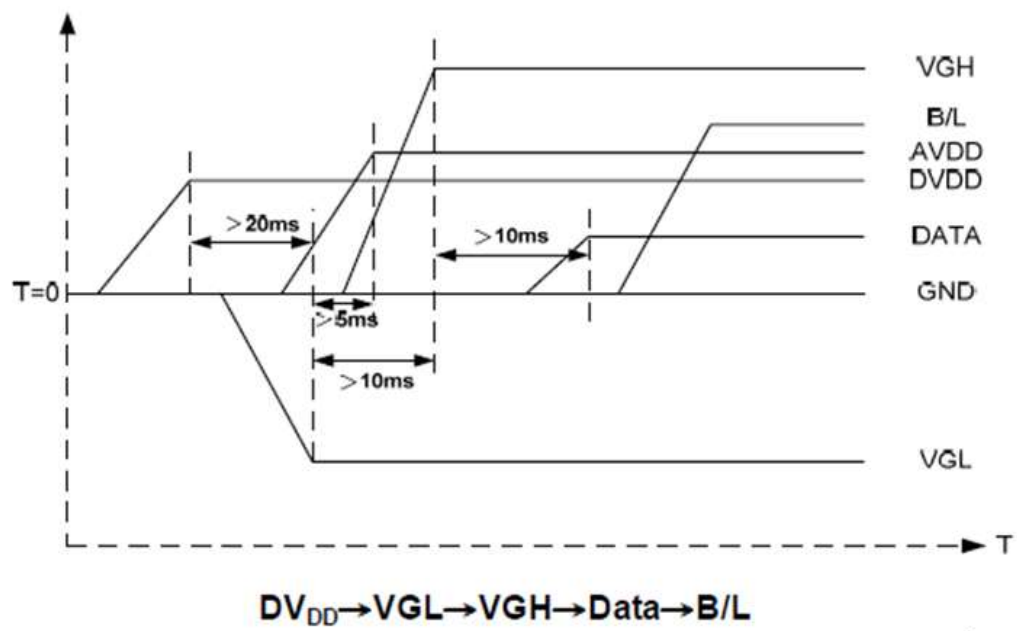 VGH
B/L
AVDD
DVDD
>20ms
>10ms
DATA
T=0
GND
>5ms
>10ms
VGL
T
DVDD→VGL→VGH→Data→B/L